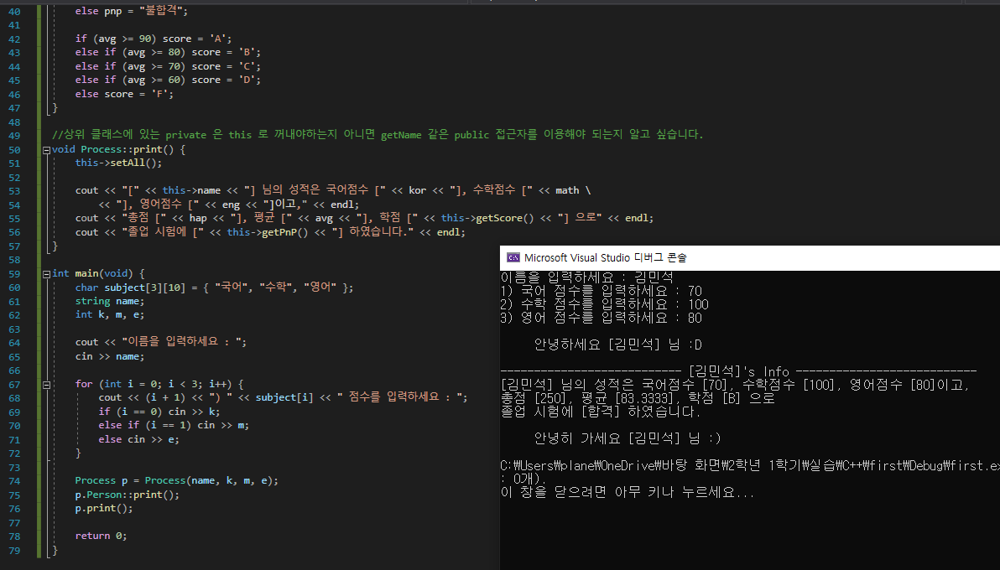 40 else pnp = "불합격";
41
42 if (avg >= 90) score = 'A';
43 else if (avg >= 80) score = 'B';
44 else if (avg >= 70) score = 'C';
45 else if (avg >= 60) score = 'D';
46 else score = 'F';
47 }
48
49 //상위 클래스에 있는 private 은 this 로 꺼내야하는지 아니면 getName 같은 public 접근자를 이용해야 되는지 알고 싶습니다.
50 void Process::print() {
51 this->setAll();
52
53 cout << "[" << this->name << "] 님의 성적은 국어점수 [" << kor << "], 수학점수 [" << math \
54 << "], 영어점수 [" << eng << "]이고," << endl;
55 cout << "총점 [" << hap << "], 평균 [" << avg << "], 학점 [" << this->getScore() << "] 으로" << endl;
56 cout << "졸업 시험에 [" << this->getPnP() << "] 하였습니다." << endl;
57 }
58
59 int main(void) {
60 char subject[3][10] = { "국어", "수학", "영어" };
61 string name;
62 int k, m, e;
63
64 cout << "이름을 입력하세요 : ";
65 cin >> name;
66
67 for (int i = 0; i < 3; i++) {
68 cout << (i + 1) << ") " << subject[i] << " 점수를 입력하세요 : ";
69 if (i == 0) cin >> k;
70 else if (i == 1) cin >> m;
71 else cin >> e;
72 }
73
74 Process p = Process(name, k, m, e);
75 p.Person::print();
76 p.print();
77
78 return 0;
79 }
Microsoft Visual Studio 디버그 콘솔
이름을 입력하세요 : 김민석
1) 국어 점수를 입력하세요 : 70
2) 수학 점수를 입력하세요 : 100
3) 영어 점수를 입력하세요 : 80
안녕하세요 [김민석] 님 :D
--------------------------- [김민석]'s Info ---------------------------
[김민석] 님의 성적은 국어점수 [70], 수학점수 [100], 영어점수 [80]이고,
총점 [250], 평균 [83.3333], 학점 [B] 으로
졸업 시험에 [합격] 하였습니다.
안녕히 가세요 [김민석] 님 :)
C:₩Users₩plane₩OneDrive₩바탕 화면₩2학년 1학기₩실습₩C++₩first₩Debug₩first.ex
: 0개).
이 창을 닫으려면 아무 키나 누르세요...